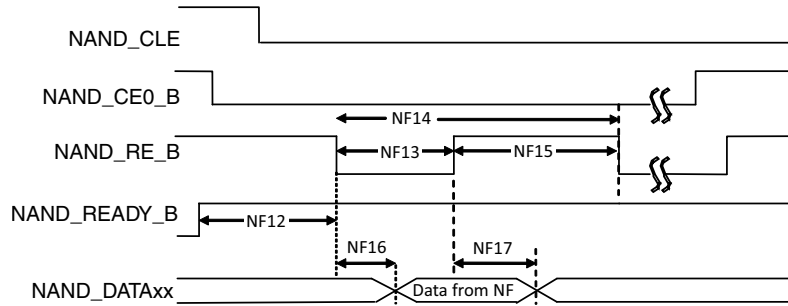 NAND_CLE
NAND_CE0_B
NF14
NAND_RE_B
NF13
NF15
NAND_READY_B
NF12
NF16
NF17
NAND_DATAxx
Data from NF